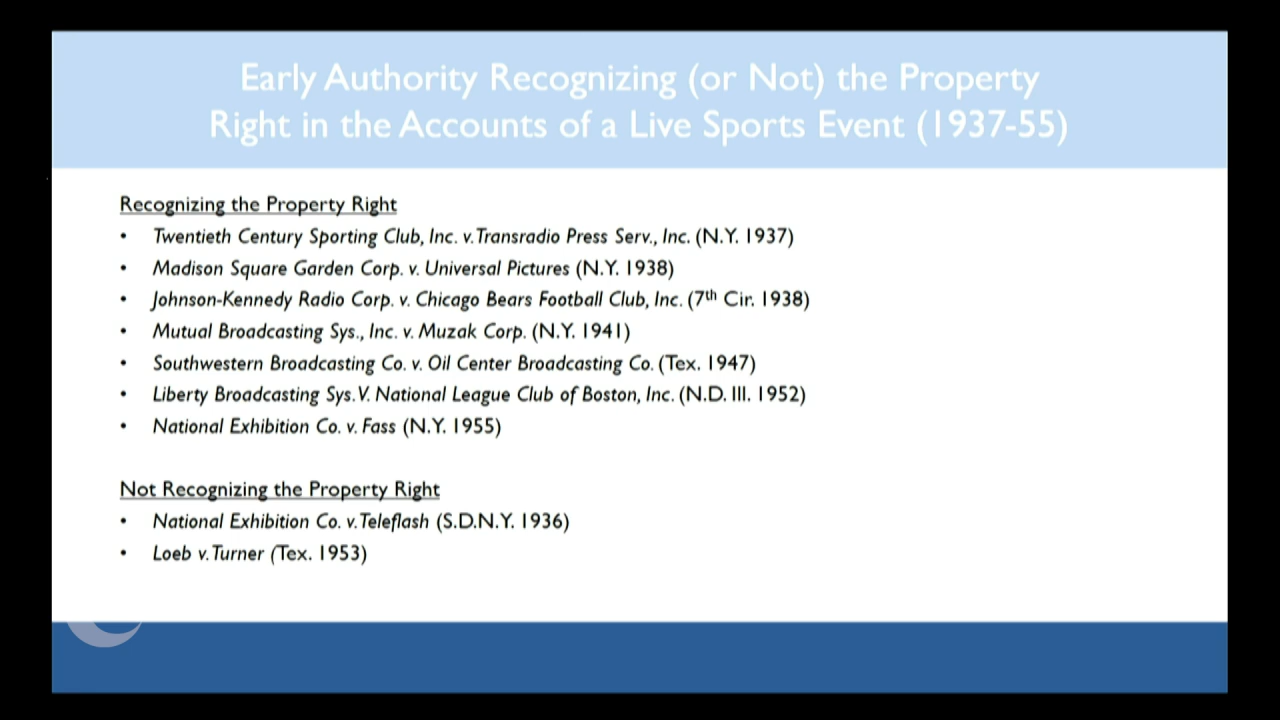 Early Authority Recognizing (or Not) the Property
Right in the Accounts of a Live Sports Event (1937-55)
Recognizing the Property Right
• Twentieth Century Sporting Club, Inc. v. Transradio Press Serv., Inc. (N.Y. 1937)
• Madison Square Garden Corp. v. Universal Pictures (N.Y. 1938)
• Johnson-Kennedy Radio Corp. v. Chicago Bears Football Club, Inc. (7th Cir. 1938)
• Mutual Broadcasting Sys., Inc. v. Muzak Corp. (N.Y. 1941)
• Southwestern Broadcasting Co. v. Oil Center Broadcasting Co. (Tex. 1947)
• Liberty Broadcasting Sys. V. National League Club of Boston, Inc. (N.D. Ill. 1952)
• National Exhibition Co. v. Fass (N.Y. 1955)
Not Recognizing the Property Right
• National Exhibition Co. v. Teleflash (S.D.N.Y. 1936)
• Loeb v. Turner (Tex. 1953)